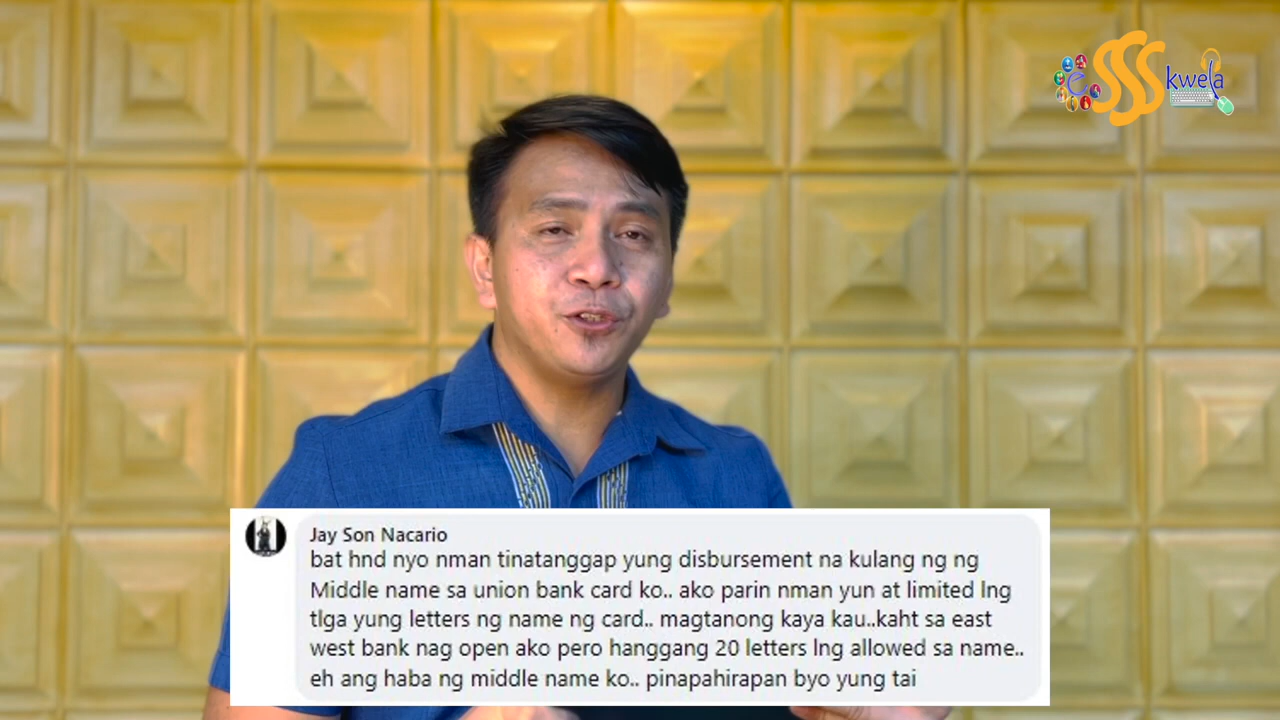 eSSSkwela
Jay Son Nacario
bat hnd nyo nman tinatanggap yung disbursement na kulang ng ng
Middle name sa union bank card ko.. ako parin nman yun at limited lng
tlga yung letters ng name ng card.. magtanong kaya kau..kaht sa east
west bank nag open ako pero hanggang 20 letters lng allowed sa name..
eh ang haba ng middle name ko.. pinapahirapan byo yung tai